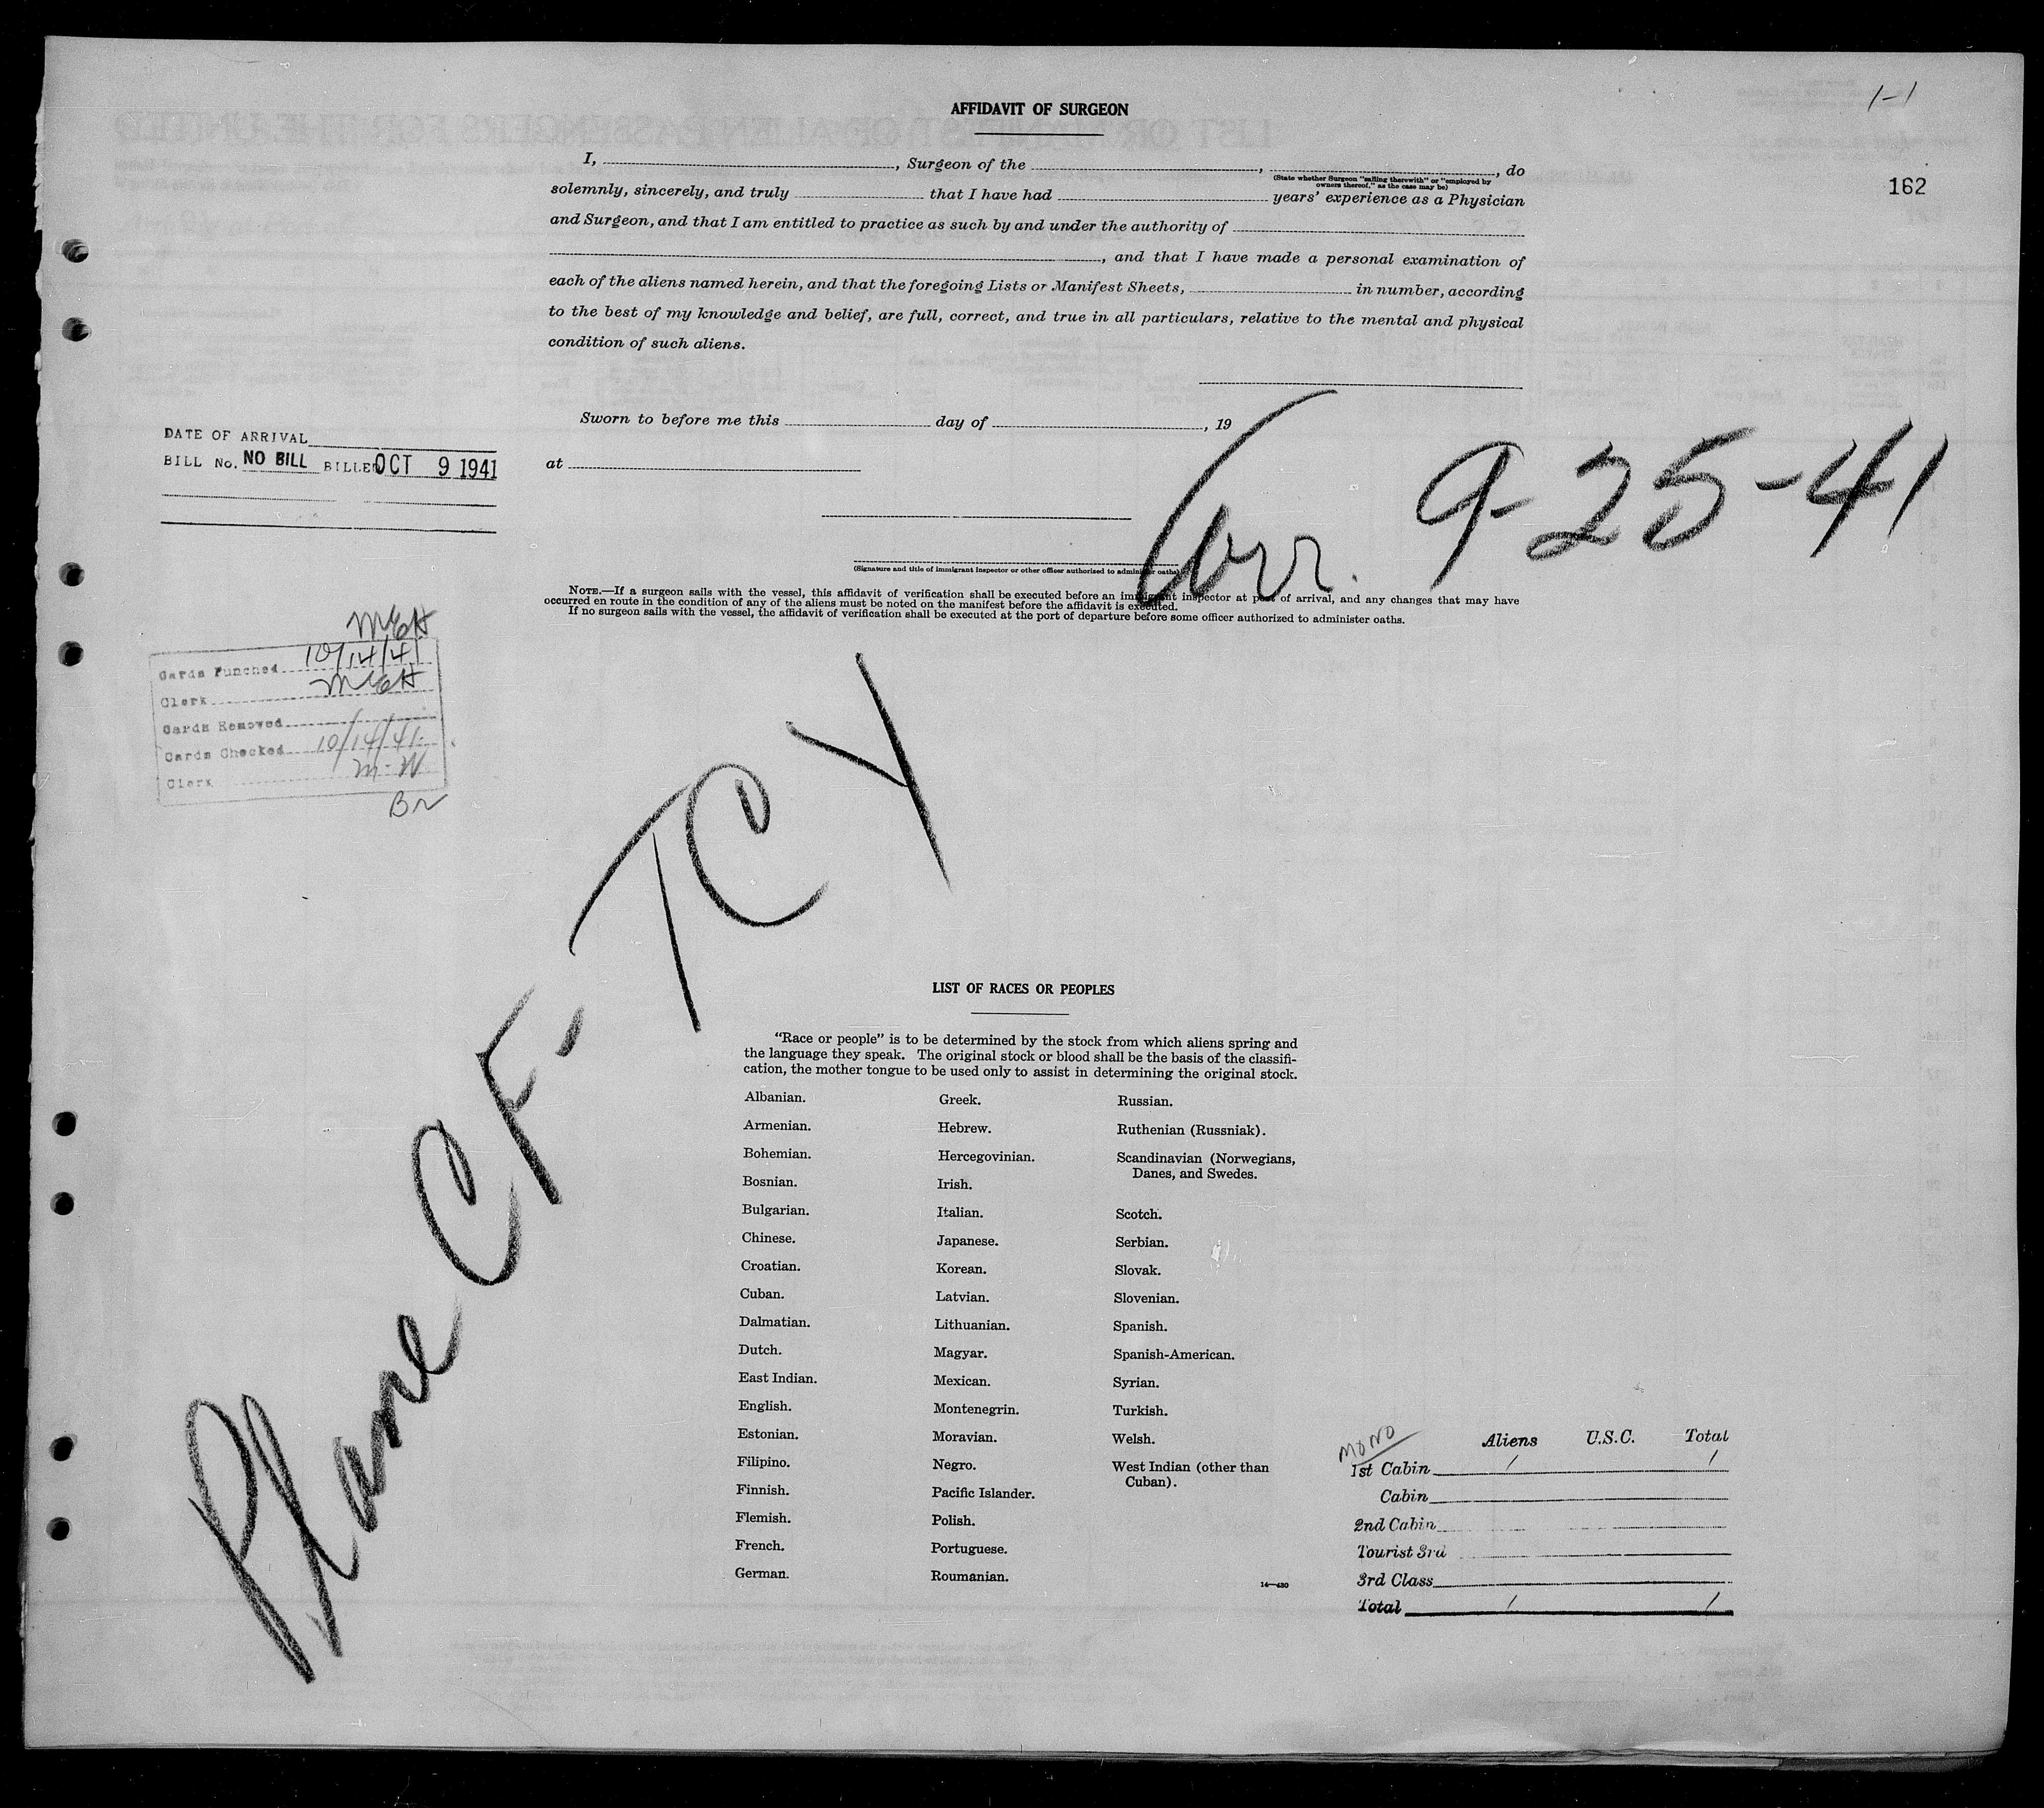 1-1
162
AFFIDAVIT OF SURGEON
I, , Surgeon of the , , do
(State whether Surgeon "sailing therewith" or "employed by
owners thereof," as the case may be)
solemnly, sincerely, and truly that I have had years' experience as a Physician
and Surgeon, and that I am entitled to practice as such by and under the authority of
, and that I have made a personal examination of
each of the aliens named herein, and that the foregoing Lists or Manifest Sheets, in number, according
to the best of my knowledge and belief, are full, correct, and true in all particulars, relative to the mental and physical
condition of such aliens.
Sworn to before me this day of , 19
at
DATE OF ARRIVAL
BILL No. NO BILL BILLED OCT 9 1941
9-25-41
(Signature and title of immigrant inspector or other officer authorized to administer oaths)
NOTE.—If a surgeon sails with the vessel, this affidavit of verification shall be executed before an immigrant inspector at port of arrival, and any changes that may have
occurred en route in the condition of any of the aliens must be noted on the manifest before the affidavit is executed.
If no surgeon sails with the vessel, the affidavit of verification shall be executed at the port of departure before some officer authorized to administer oaths.
Cards Punched 10/14/41
Clerk
Cards Removed
Cards Checked 10/14/41.
Clerk M-W
Plane CF-TCY
LIST OF RACES OR PEOPLES
"Race or people" is to be determined by the stock from which aliens spring and
the language they speak. The original stock or blood shall be the basis of the classifi-
cation, the mother tongue to be used only to assist in determining the original stock.
Albanian.
Armenian.
Bohemian.
Bosnian.
Bulgarian.
Chinese.
Croatian.
Cuban.
Dalmatian.
Dutch.
East Indian.
English.
Estonian.
Filipino.
Finnish.
Flemish.
French.
German.
Greek.
Hebrew.
Hercegovinian.
Irish.
Italian.
Japanese.
Korean.
Latvian.
Lithuanian.
Magyar.
Mexican.
Montenegrin.
Moravian.
Negro.
Pacific Islander.
Polish.
Portuguese.
Roumanian.
Russian.
Ruthenian (Russniak).
Scandinavian (Norwegians,
Danes, and Swedes.
Scotch.
Serbian.
Slovak.
Slovenian.
Spanish.
Spanish-American.
Syrian.
Turkish.
Welsh.
West Indian (other than
Cuban).
14—430
MONO
Aliens U.S.C. Total
1st Cabin 1 1
Cabin
2nd Cabin
Tourist 3rd
3rd Class
Total 1 1